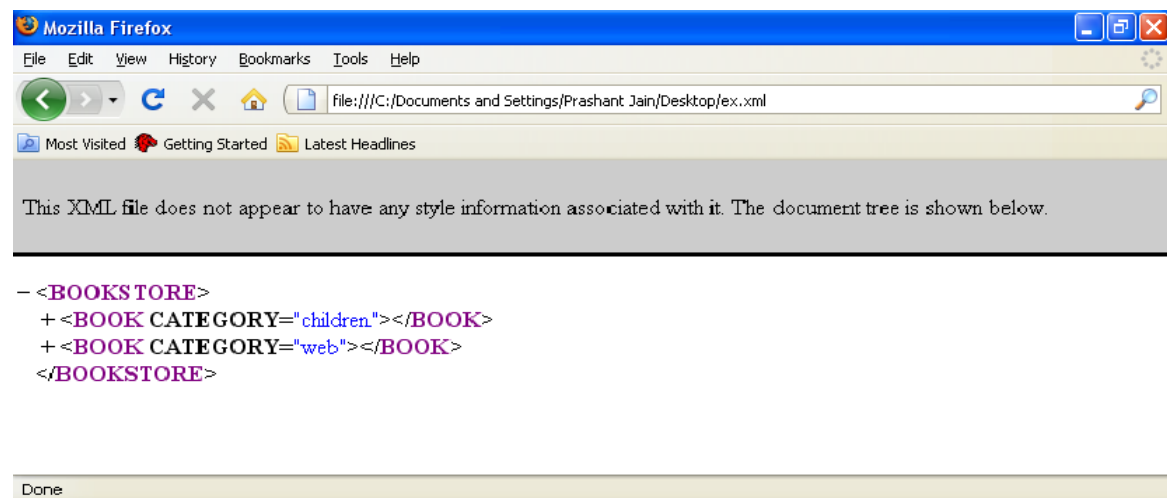 Mozilla Firefox
File Edit View History Bookmarks Tools Help
file:///C:/Documents and Settings/Prashant Jain/Desktop/ex.xml
Most Visited Getting Started Latest Headlines
This XML file does not appear to have any style information associated with it. The document tree is shown below.
− <BOOKSTORE>
+ <BOOK CATEGORY="children"></BOOK>
+ <BOOK CATEGORY="web"></BOOK>
</BOOKSTORE>
Done